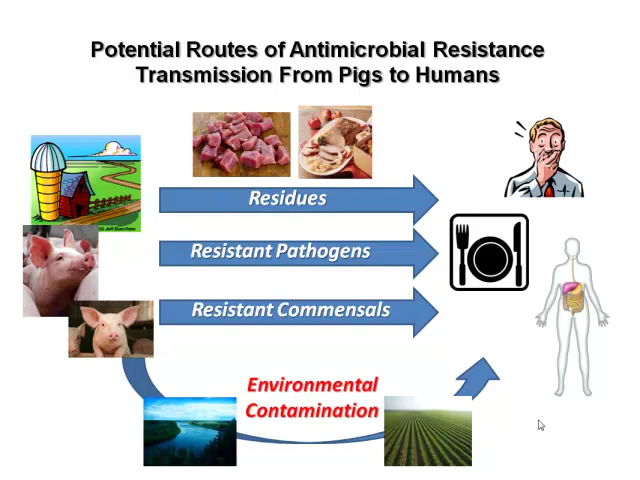 Potential Routes of Antimicrobial Resistance
Transmission From Pigs to Humans
Residues
Resistant Pathogens
Resistant Commensals
Environmental
Contamination